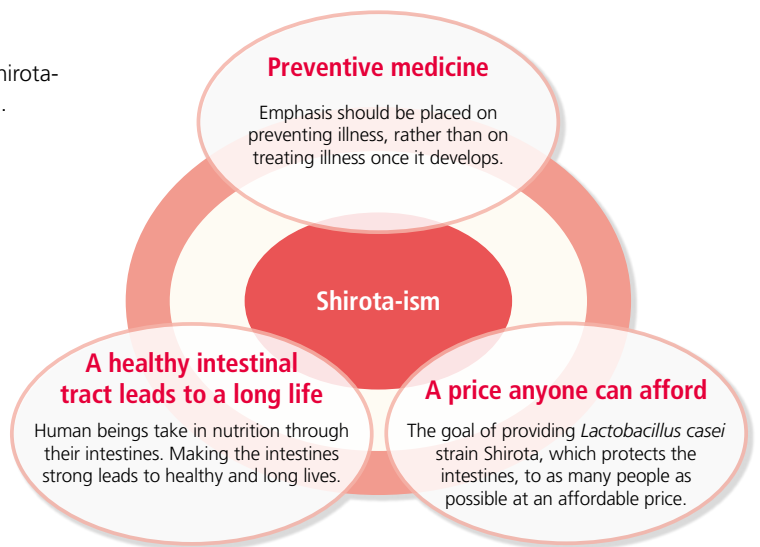 hirota-
.
Preventive medicine
Emphasis should be placed on
preventing illness, rather than on
treating illness once it develops.
Shirota-ism
A healthy intestinal
tract leads to a long life
Human beings take in nutrition through
their intestines. Making the intestines
strong leads to healthy and long lives.
A price anyone can afford
The goal of providing Lactobacillus casei
strain Shirota, which protects the
intestines, to as many people as
possible at an affordable price.